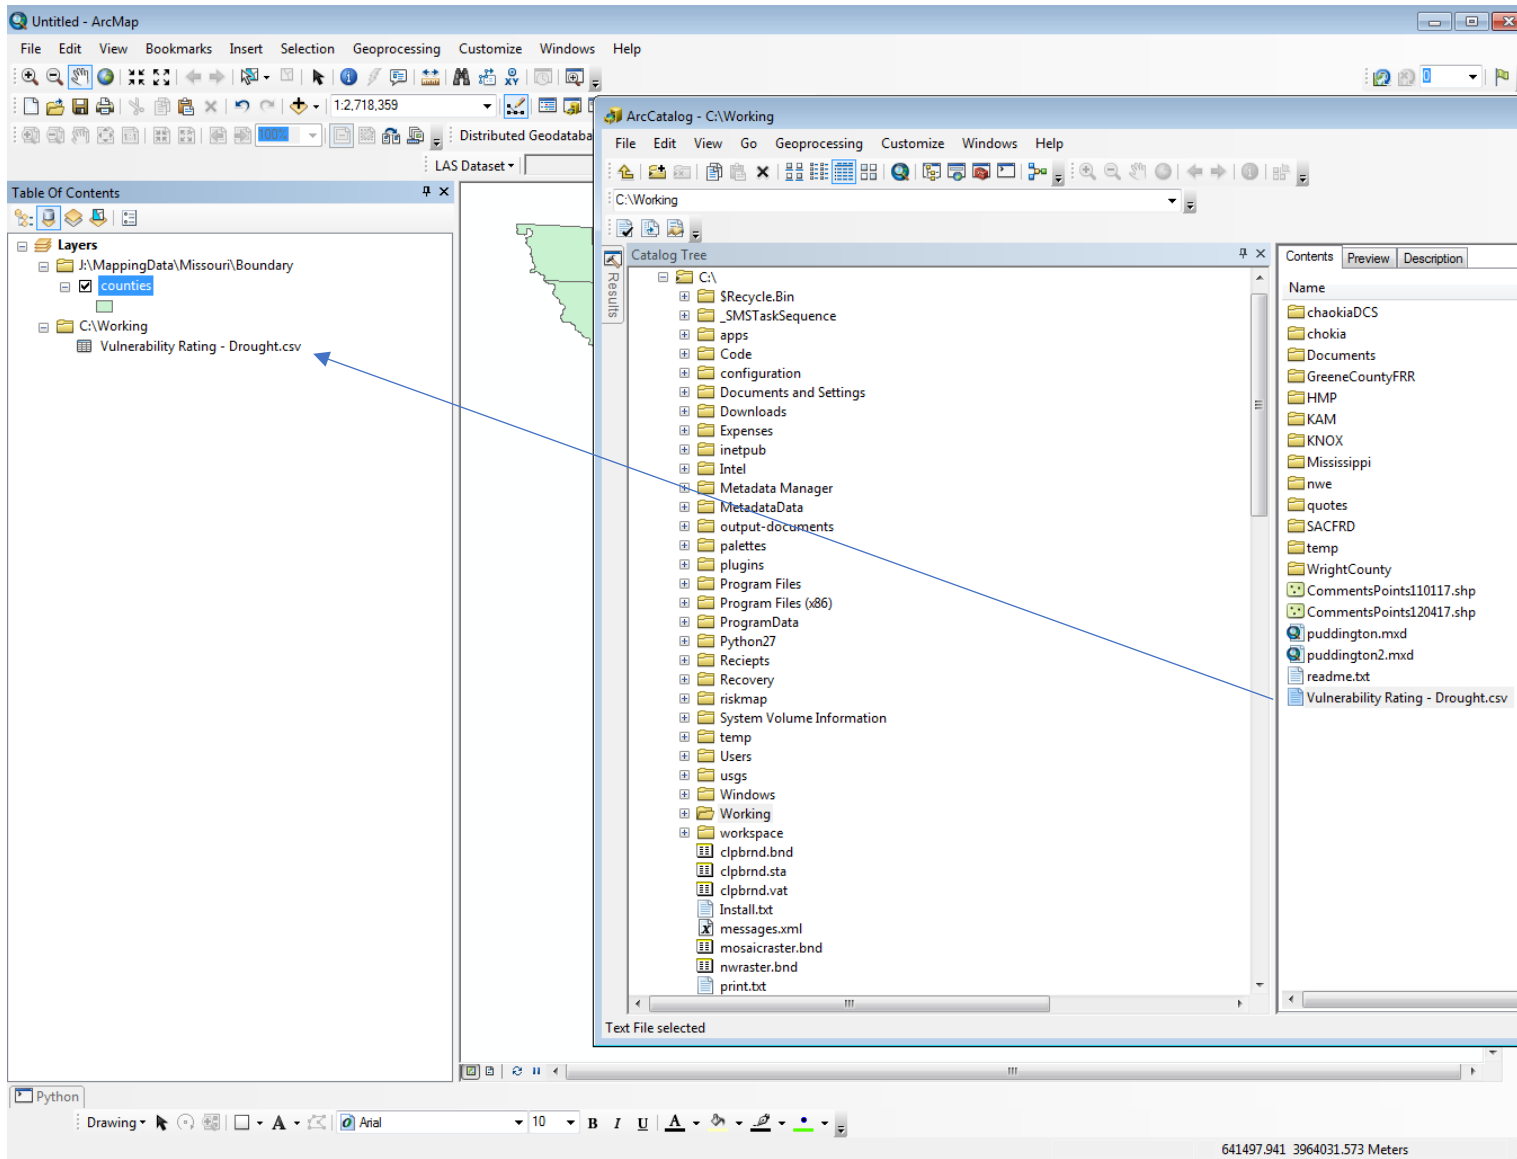 Untitled - ArcMap
File Edit View Bookmarks Insert Selection Geoprocessing Customize Windows Help
1:2,718,359
100%
Distributed Geodataba
LAS Dataset
Table Of Contents
Layers
J:\MappingData\Missouri\Boundary
counties
C:\Working
Vulnerability Rating - Drought.csv
ArcCatalog - C:\Working
File Edit View Go Geoprocessing Customize Windows Help
C:\Working
Results
Catalog Tree
C:\
$Recycle.Bin
_SMSTaskSequence
apps
Code
configuration
Documents and Settings
Downloads
Expenses
inetpub
Intel
Metadata Manager
MetadataData
output-documents
palettes
plugins
Program Files
Program Files (x86)
ProgramData
Python27
Reciepts
Recovery
riskmap
System Volume Information
temp
Users
usgs
Windows
Working
workspace
clpbrnd.bnd
clpbrnd.sta
clpbrnd.vat
Install.txt
messages.xml
mosaicraster.bnd
nwraster.bnd
print.txt
Contents Preview Description
Name
chaokiaDCS
chokia
Documents
GreeneCountyFRR
HMP
KAM
KNOX
Mississippi
nwe
quotes
SACFRD
temp
WrightCounty
CommentsPoints110117.shp
CommentsPoints120417.shp
puddington.mxd
puddington2.mxd
readme.txt
Vulnerability Rating - Drought.csv
Text File selected
Python
Drawing A Arial 10 B I U A
641497.941 3964031.573 Meters